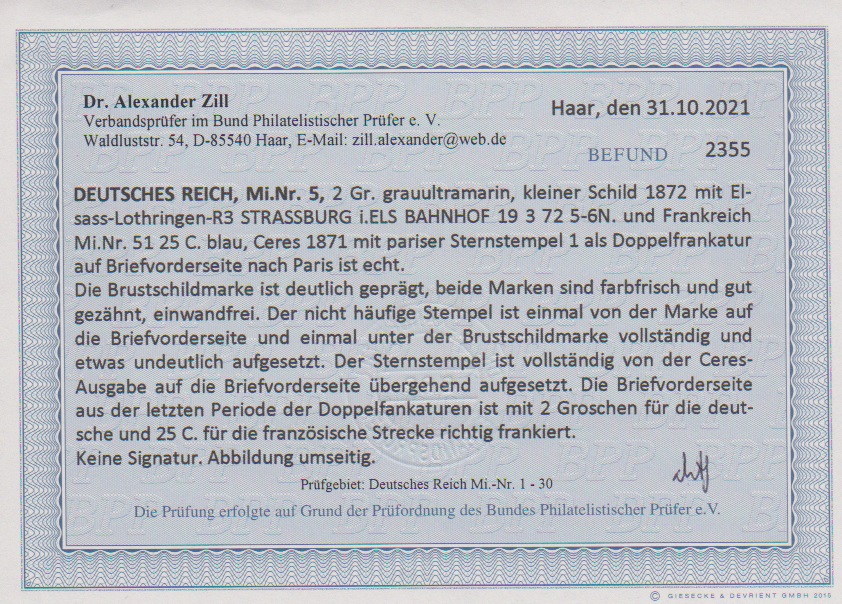 Dr. Alexander Zill
Verbandsprüfer im Bund Philatelistischer Prüfer e. V.
Waldluststr. 54, D-85540 Haar, E-Mail: zill.alexander@web.de
Haar, den 31.10.2021
BEFUND 2355
DEUTSCHES REICH, Mi.Nr. 5, 2 Gr. grauultramarin, kleiner Schild 1872 mit El-
sass-Lothringen-R3 STRASSBURG i.ELS BAHNHOF 19 3 72 5-6N. und Frankreich
Mi.Nr. 51 25 C. blau, Ceres 1871 mit pariser Sternstempel 1 als Doppelfrankatur
auf Briefvorderseite nach Paris ist echt.
Die Brustschildmarke ist deutlich geprägt, beide Marken sind farbfrisch und gut
gezähnt, einwandfrei. Der nicht häufige Stempel ist einmal von der Marke auf
die Briefvorderseite und einmal unter der Brustschildmarke vollständig und
etwas undeutlich aufgesetzt. Der Sternstempel ist vollständig von der Ceres-
Ausgabe auf die Briefvorderseite übergehend aufgesetzt. Die Briefvorderseite
aus der letzten Periode der Doppelfankaturen ist mit 2 Groschen für die deut-
sche und 25 C. für die französische Strecke richtig frankiert.
Keine Signatur. Abbildung umseitig.
Prüfgebiet: Deutsches Reich Mi.-Nr. 1 - 30
Die Prüfung erfolgte auf Grund der Prüfordnung des Bundes Philatelistischer Prüfer e.V.
© GIESECKE & DEVRIENT GMBH 2015